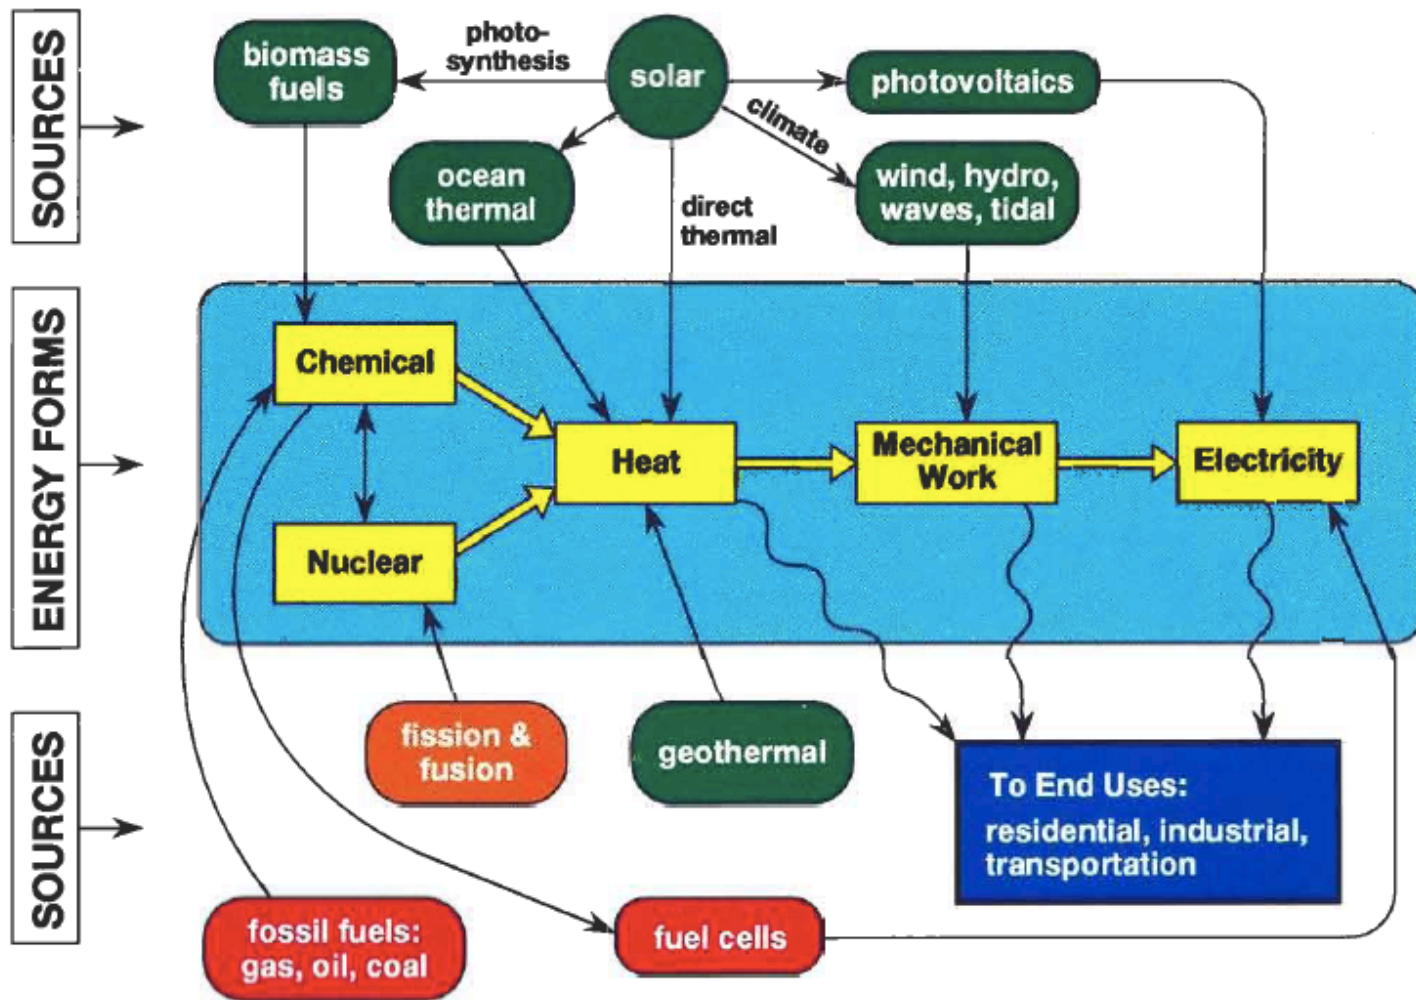 SOURCES
biomass
fuels
photo-
synthesis
solar
photovoltaics
climate
ocean
thermal
direct
thermal
wind, hydro,
waves, tidal
ENERGY FORMS
Chemical
Heat
Mechanical
Work
Electricity
Nuclear
SOURCES
fission &
fusion
geothermal
To End Uses:
residential, industrial,
transportation
fossil fuels:
gas, oil, coal
fuel cells